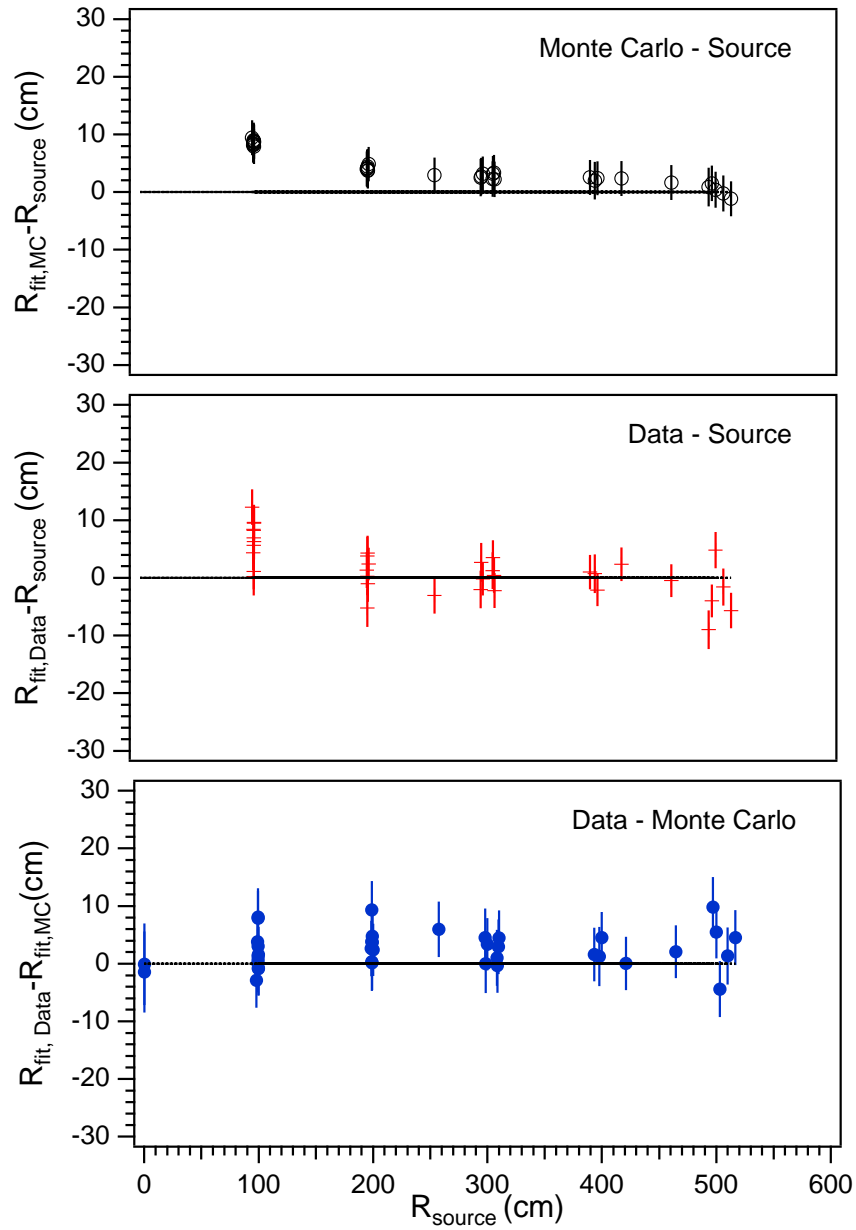 30
20
10
0
-10
-20
-30
R_fit,MC-R_source (cm)
Monte Carlo - Source
30
20
10
0
-10
-20
-30
R_fit,Data-R_source (cm)
Data - Source
30
20
10
0
-10
-20
-30
R_fit, Data-R_fit,MC(cm)
Data - Monte Carlo
0 100 200 300 400 500 600
R_source (cm)